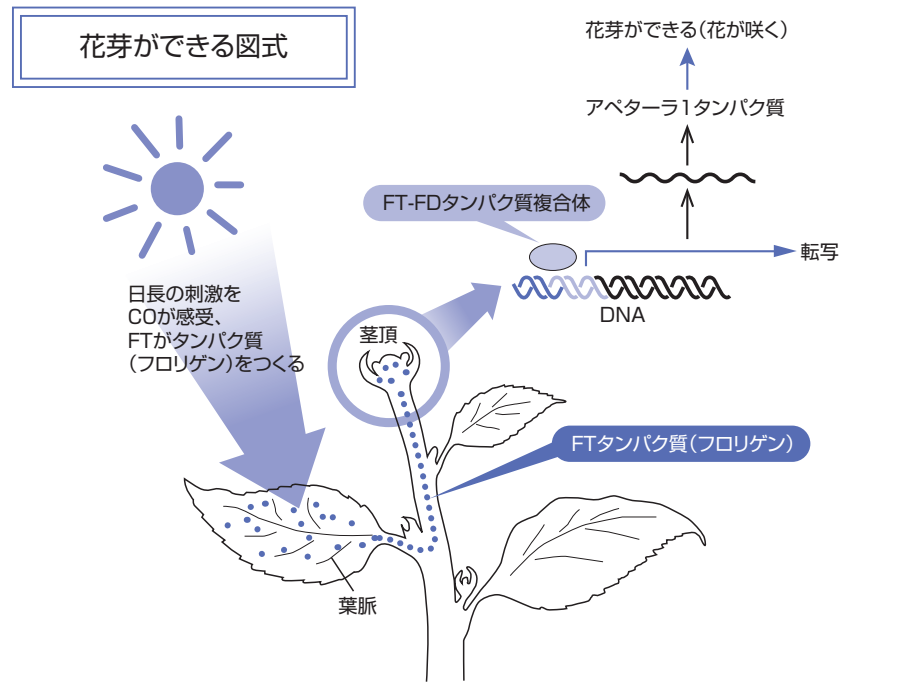 花芽ができる図式
花芽ができる(花が咲く)
アペターラ1タンパク質
FT-FDタンパク質複合体
転写
DNA
日長の刺激を
COが感受、
FTがタンパク質
(フロリゲン)をつくる
茎頂
FTタンパク質(フロリゲン)
葉脈